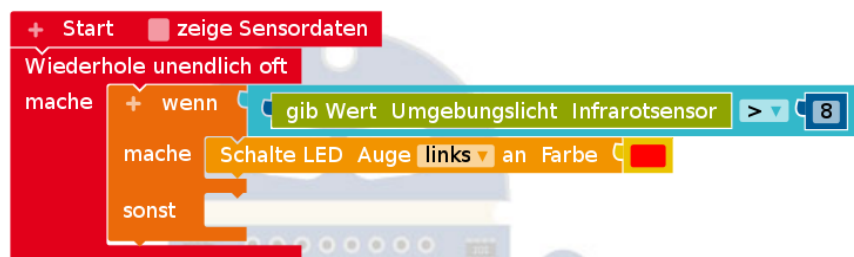 + Start zeige Sensordaten
Wiederhole unendlich oft
mache + wenn gib Wert Umgebungslicht Infrarotsensor > 8
mache Schalte LED Auge links an Farbe
sonst